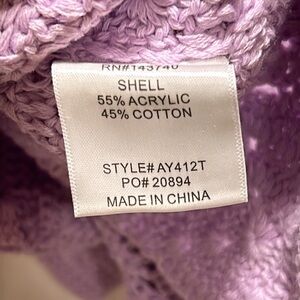 RN#143740
SHELL
55% ACRYLIC
45% COTTON
STYLE# AY412T
PO# 20894
MADE IN CHINA